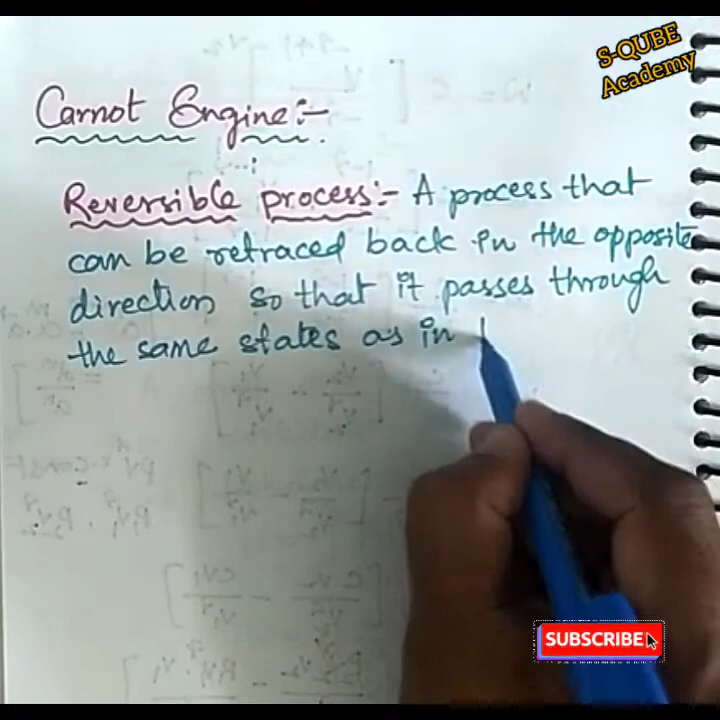 S-QUBE
Academy
Carnot Engine:-
Reversible process:- A process that
can be retraced back in the opposite
direction so that it passes through
the same states as in
SUBSCRIBE